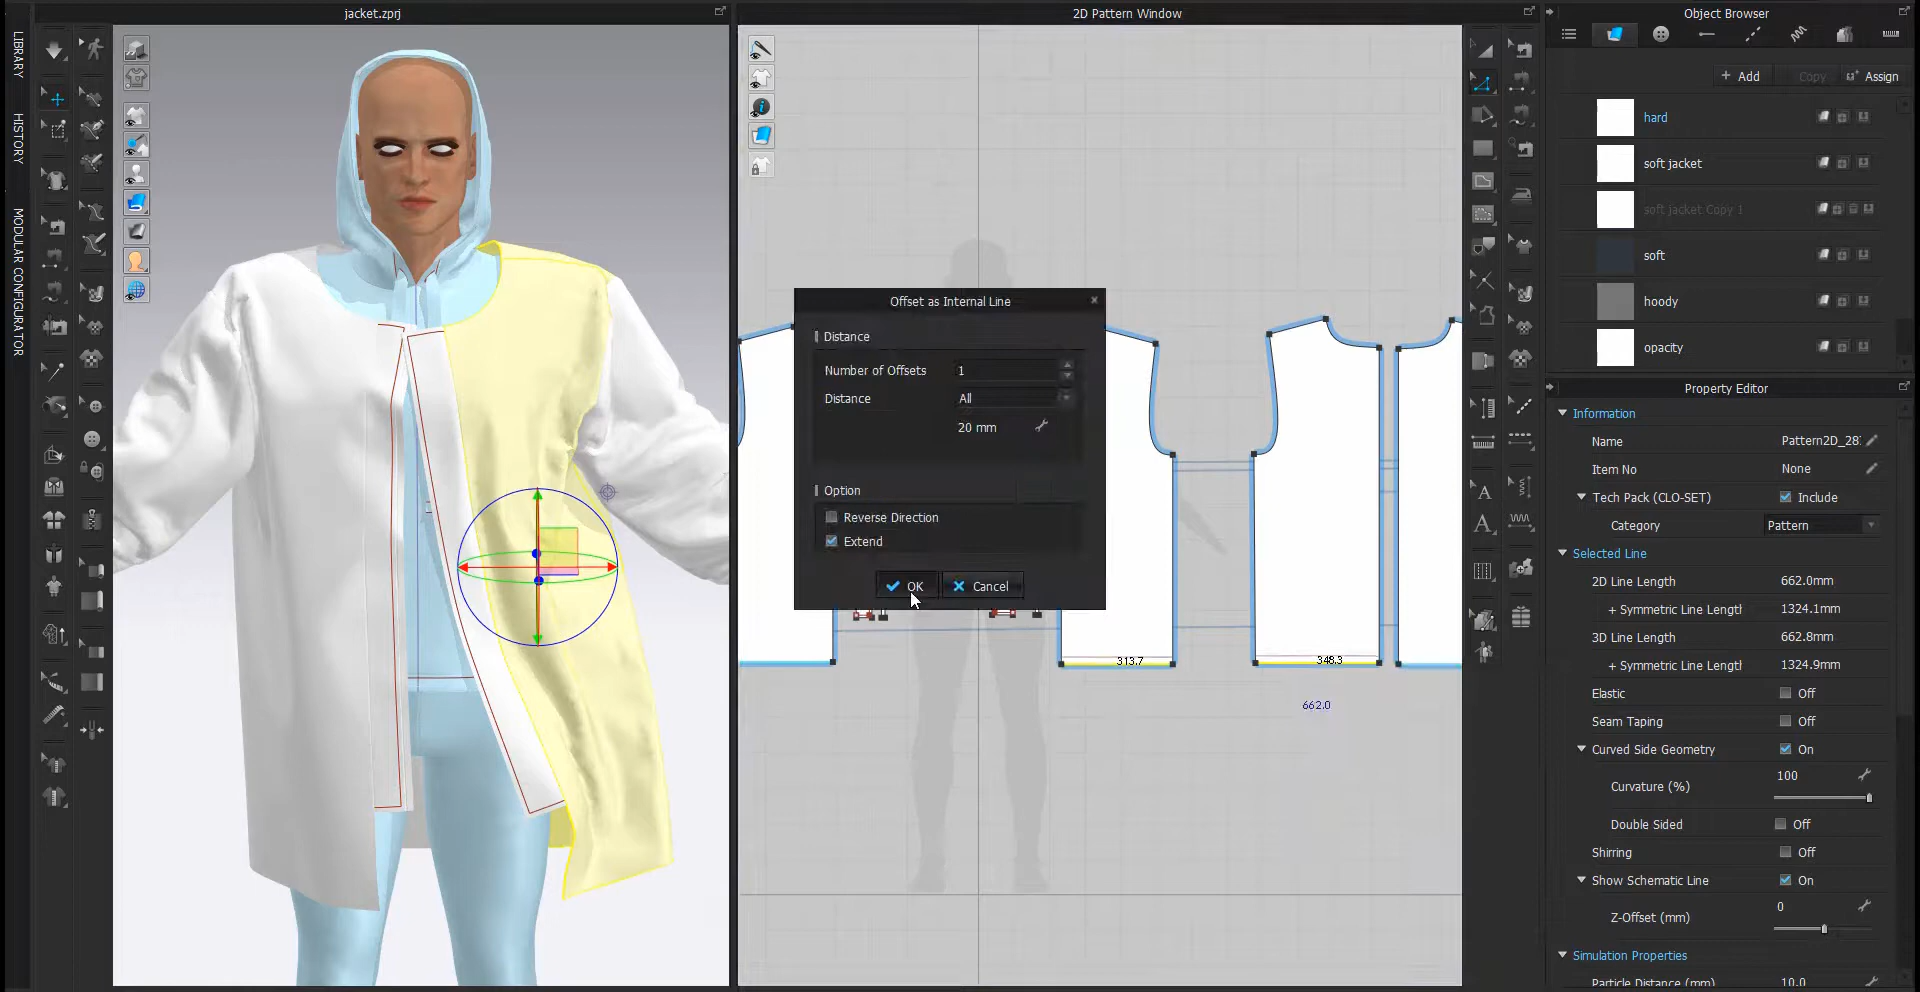 jacket.zprj
2D Pattern Window
Object Browser
LIBRARY
HISTORY
MODULAR CONFIGURATOR
+ Add
Copy
Assign
hard
soft jacket
soft jacket Copy 1
soft
hoody
opacity
Offset as Internal Line
Distance
Number of Offsets
1
Distance
All
20 mm
Option
Reverse Direction
Extend
OK
Cancel
313.7
348.3
662.0
Property Editor
Information
Name
Pattern2D_28
Item No
None
Tech Pack (CLO-SET)
Include
Category
Pattern
Selected Line
2D Line Length
662.0mm
+ Symmetric Line Lengtl
1324.1mm
3D Line Length
662.8mm
+ Symmetric Line Lengtl
1324.9mm
Elastic
Off
Seam Taping
Off
Curved Side Geometry
On
Curvature (%)
100
Double Sided
Off
Shirring
Off
Show Schematic Line
On
Z-Offset (mm)
0
Simulation Properties
Particle Distance (mm)
10.0